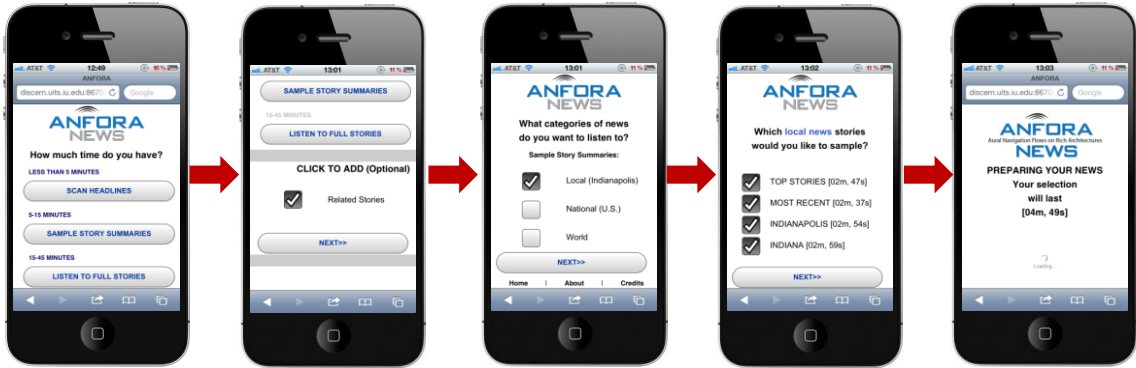 AT&T 12:49 16 %
ANFORA
discern.uits.iu.edu:8670 Google
ANFORA
NEWS
How much time do you have?
LESS THAN 5 MINUTES
SCAN HEADLINES
5-15 MINUTES
SAMPLE STORY SUMMARIES
15-45 MINUTES
LISTEN TO FULL STORIES
AT&T 13:01 11 %
SAMPLE STORY SUMMARIES
15-45 MINUTES
LISTEN TO FULL STORIES
CLICK TO ADD (Optional)
Related Stories
NEXT>>
AT&T 13:01 11 %
ANFORA
NEWS
What categories of news
do you want to listen to?
Sample Story Summaries:
Local (Indianapolis)
National (U.S.)
World
NEXT>>
Home | About | Credits
AT&T 13:02 11 %
ANFORA
NEWS
Which local news stories
would you like to sample?
TOP STORIES [02m, 47s]
MOST RECENT [02m, 37s]
INDIANAPOLIS [02m, 54s]
INDIANA [02m, 59s]
NEXT>>
AT&T 13:03 11 %
ANFORA
discern.uits.iu.edu:8670 Google
ANFORA
Aural Navigation Flows on Rich Architectures
NEWS
PREPARING YOUR NEWS
Your selection
will last
[04m, 49s]
Loading...